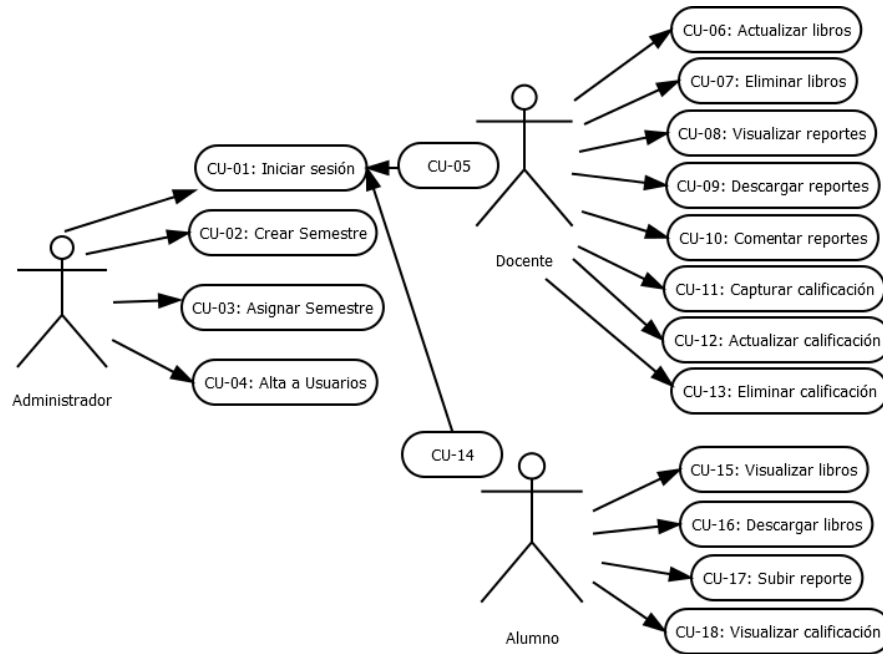 CU-01: Iniciar sesión
CU-02: Crear Semestre
CU-03: Asignar Semestre
CU-04: Alta a Usuarios
Administrador
CU-05
Docente
CU-06: Actualizar libros
CU-07: Eliminar libros
CU-08: Visualizar reportes
CU-09: Descargar reportes
CU-10: Comentar reportes
CU-11: Capturar calificación
CU-12: Actualizar calificación
CU-13: Eliminar calificación
CU-14
Alumno
CU-15: Visualizar libros
CU-16: Descargar libros
CU-17: Subir reporte
CU-18: Visualizar calificación